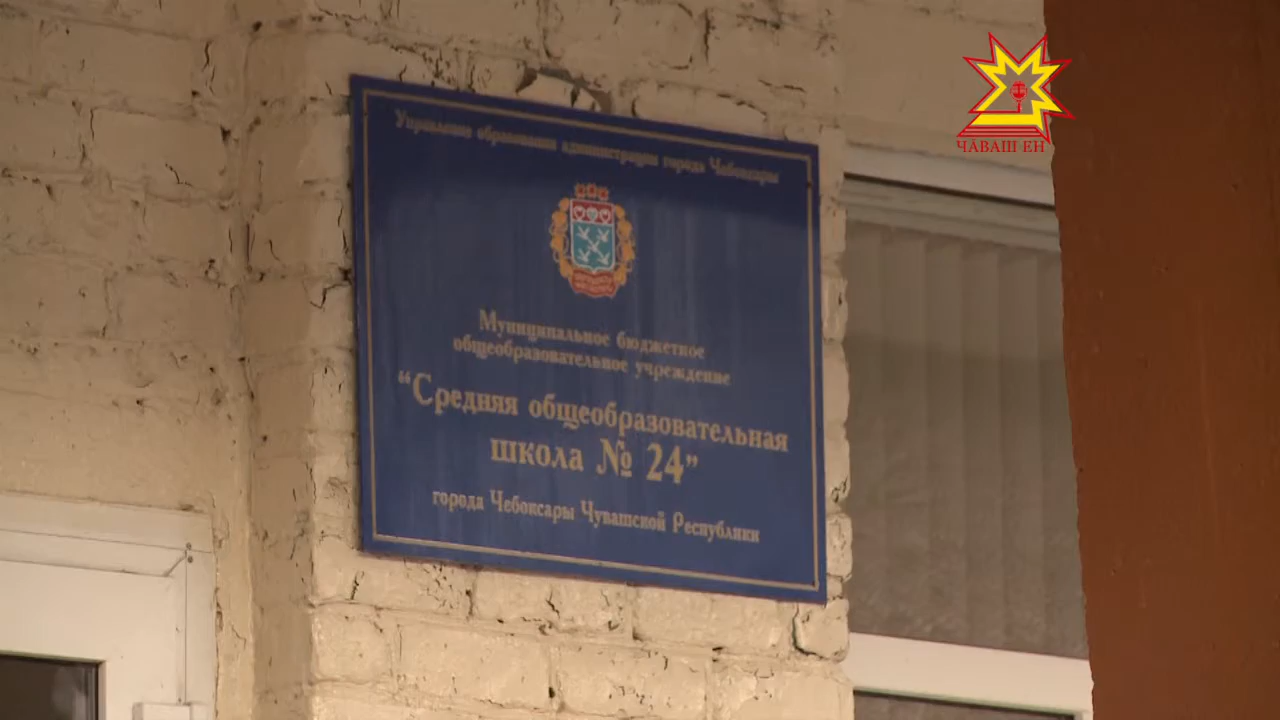 ЧӐВАШ ЕН
Управление образования администрации города Чебоксары
Муниципальное бюджетное
общеобразовательное учреждение
“Средняя общеобразовательная
школа № 24”
города Чебоксары Чувашской Республики